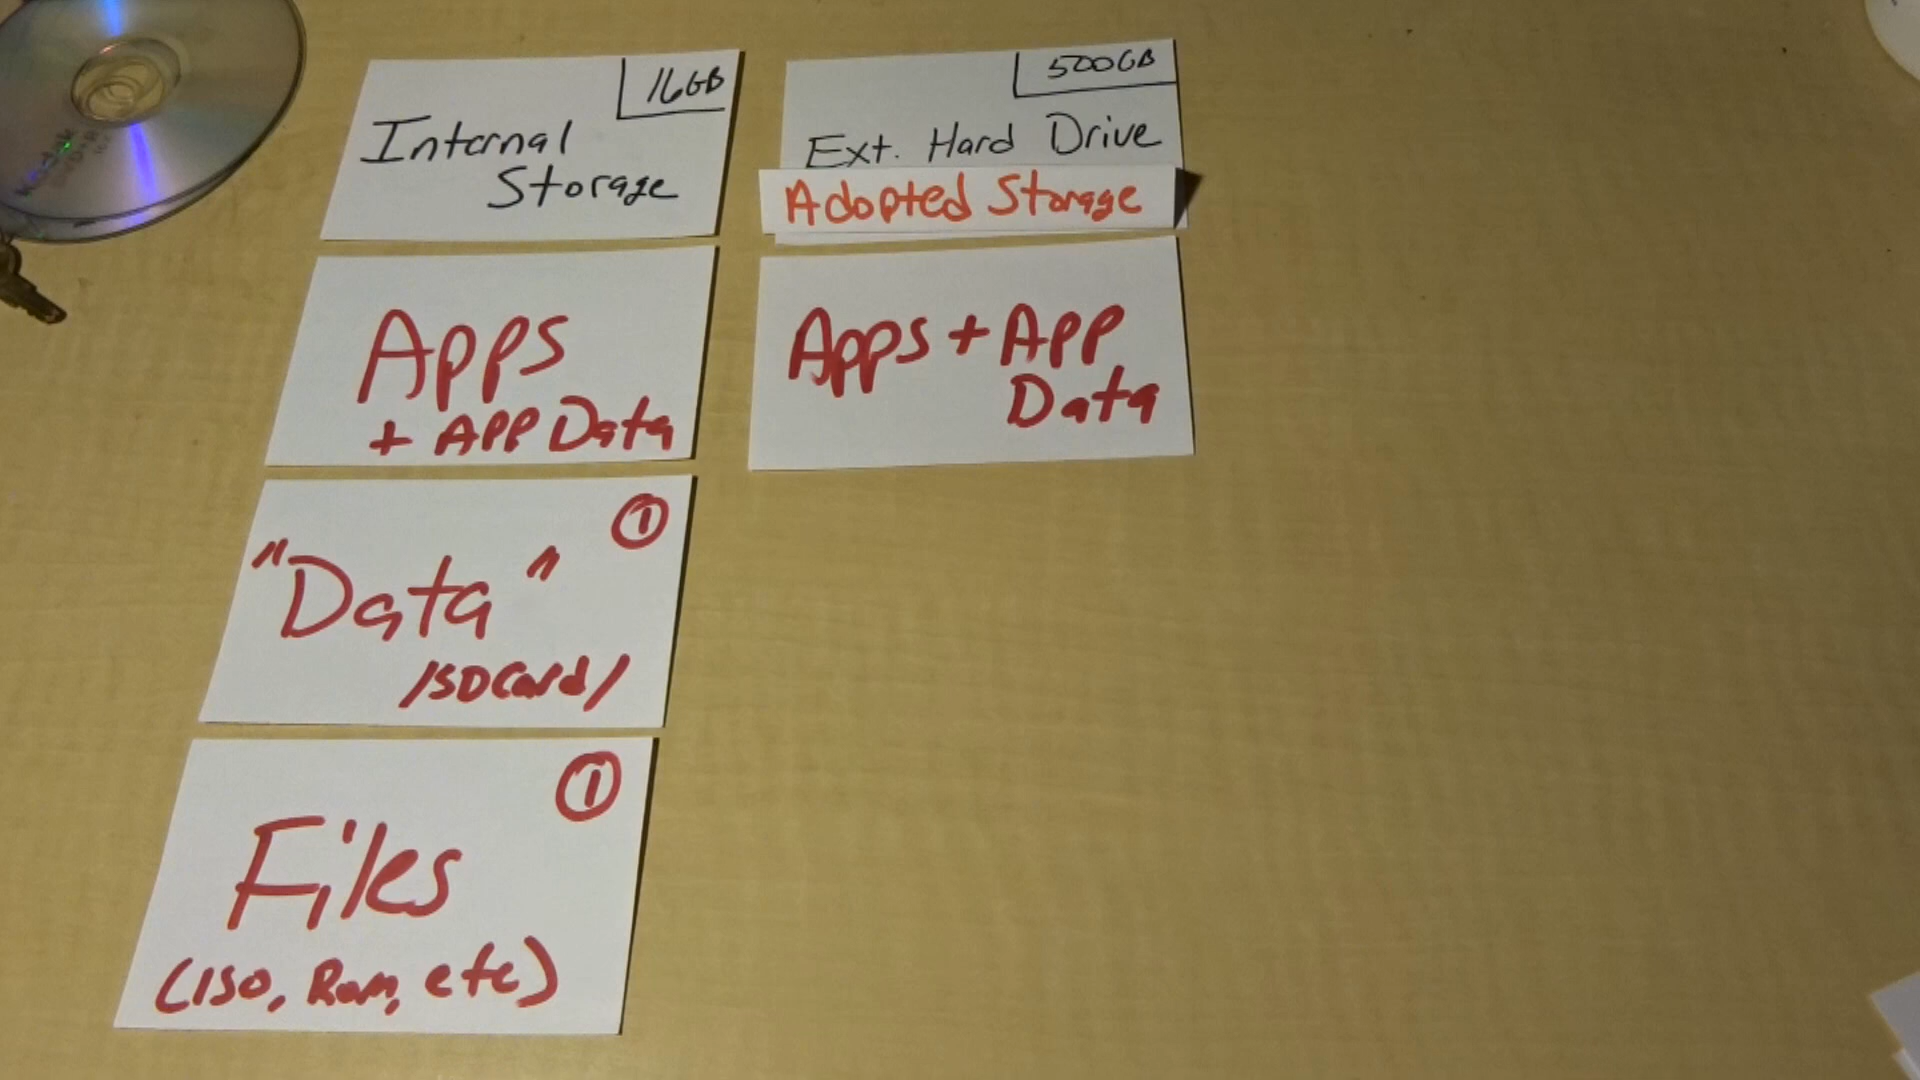 16GB
Internal
Storage
Apps
+ APP Data
①
"Data"
/SDCard/
①
Files
(ISO, Rom, etc)
500GB
Ext. Hard Drive
Adopted Storage
Apps + APP
Data